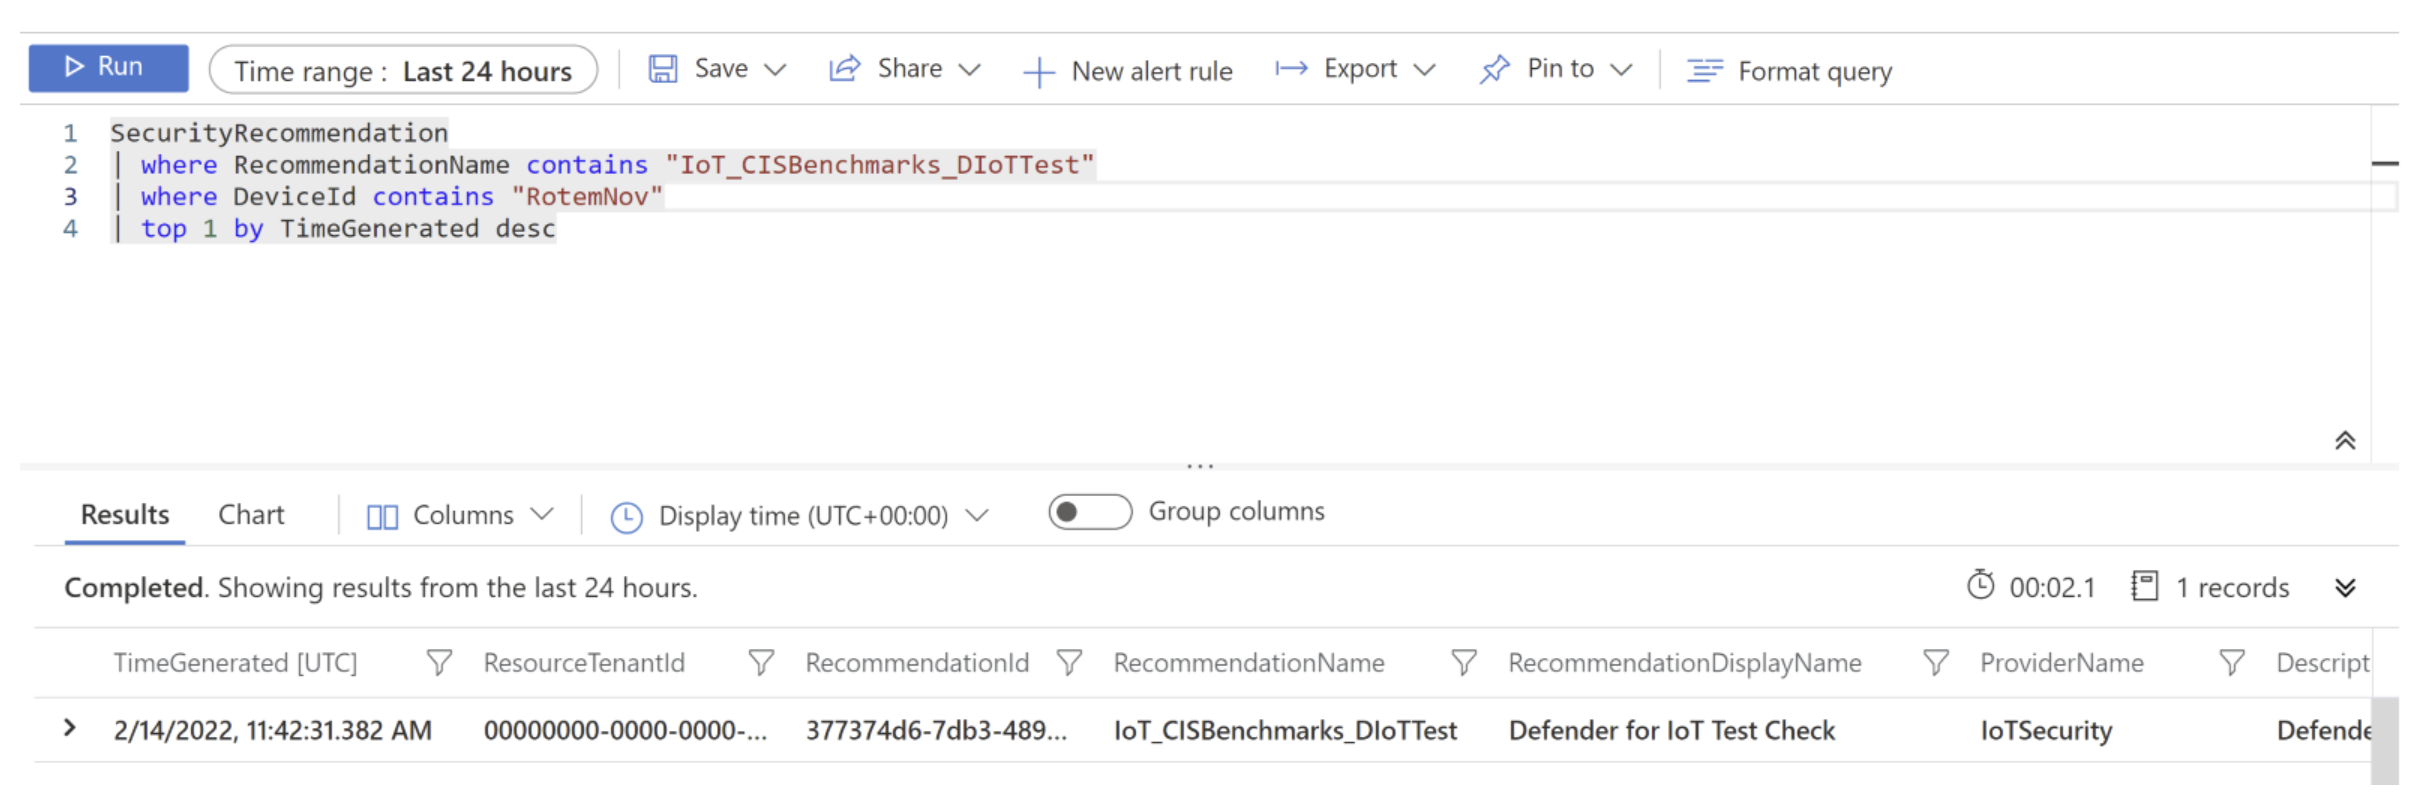 Run Time range : Last 24 hours Save Share New alert rule Export Pin to Format query
1 SecurityRecommendation
2 | where RecommendationName contains "IoT_CISBenchmarks_DIoTTest"
3 | where DeviceId contains "RotemNov"
4 | top 1 by TimeGenerated desc
...
Results Chart Columns Display time (UTC+00:00) Group columns
Completed. Showing results from the last 24 hours. 00:02.1 1 records
TimeGenerated [UTC] ResourceTenantId RecommendationId RecommendationName RecommendationDisplayName ProviderName Descript
2/14/2022, 11:42:31.382 AM 00000000-0000-0000-... 377374d6-7db3-489... IoT_CISBenchmarks_DIoTTest Defender for IoT Test Check IoTSecurity Defende